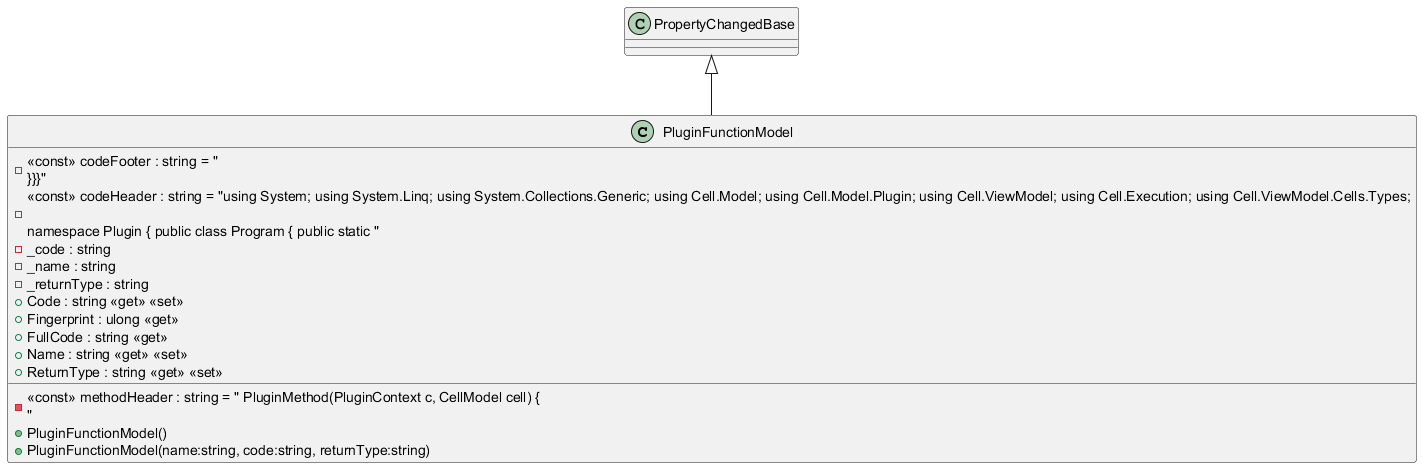 C PropertyChangedBase
C PluginFunctionModel
«const» codeFooter : string = "
}}}"
«const» codeHeader : string = "using System; using System.Linq; using System.Collections.Generic; using Cell.Model; using Cell.Model.Plugin; using Cell.ViewModel; using Cell.Execution; using Cell.ViewModel.Cells.Types;
namespace Plugin { public class Program { public static "
_code : string
_name : string
_returnType : string
Code : string «get» «set»
Fingerprint : ulong «get»
FullCode : string «get»
Name : string «get» «set»
ReturnType : string «get» «set»
«const» methodHeader : string = " PluginMethod(PluginContext c, CellModel cell) {
"
PluginFunctionModel()
PluginFunctionModel(name:string, code:string, returnType:string)